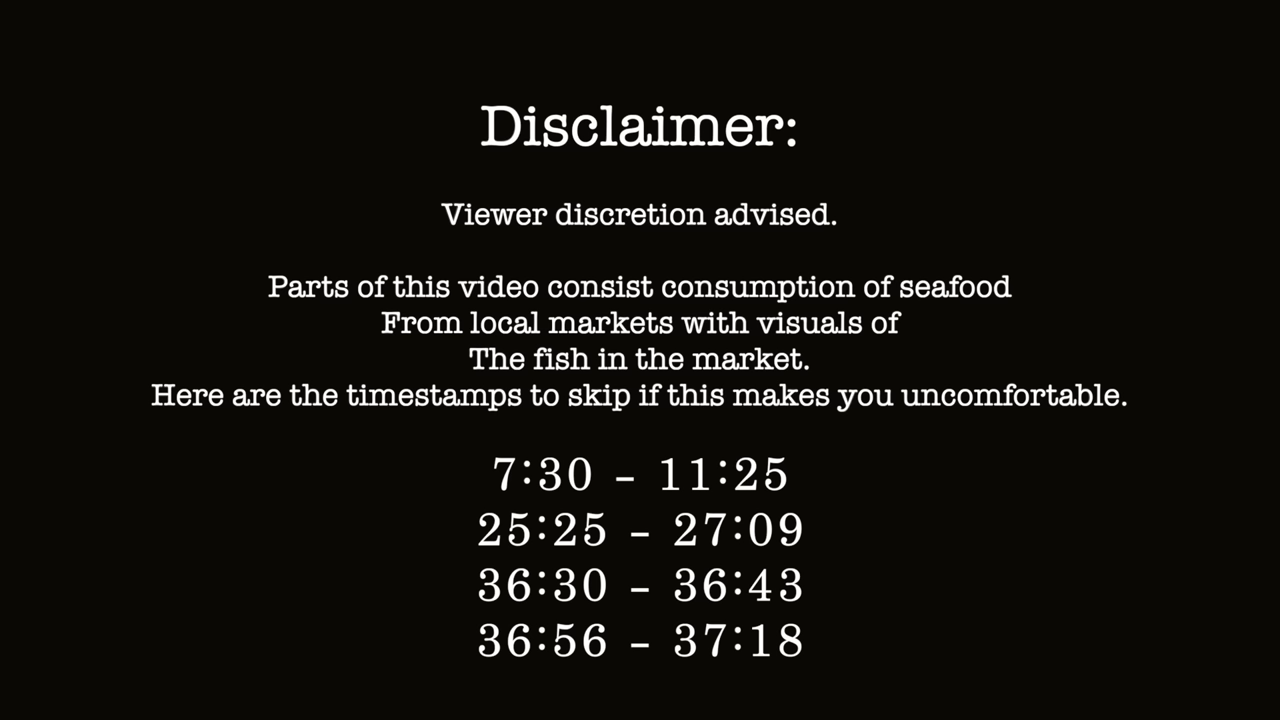 Disclaimer:
Viewer discretion advised.
Parts of this video consist consumption of seafood
From local markets with visuals of
The fish in the market.
Here are the timestamps to skip if this makes you uncomfortable.
7:30 - 11:25
25:25 - 27:09
36:30 - 36:43
36:56 - 37:18